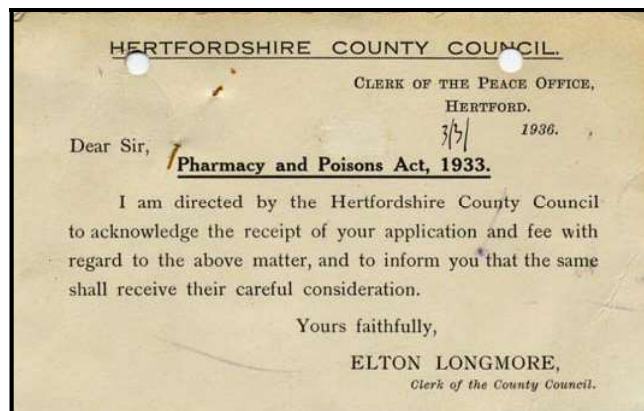 HERTFORDSHIRE COUNTY COUNCIL.
CLERK OF THE PEACE OFFICE,
HERTFORD.
3/3/ 1936.
Dear Sir,
Pharmacy and Poisons Act, 1933.
I am directed by the Hertfordshire County Council
to acknowledge the receipt of your application and fee with
regard to the above matter, and to inform you that the same
shall receive their careful consideration.
Yours faithfully,
ELTON LONGMORE,
Clerk of the County Council.